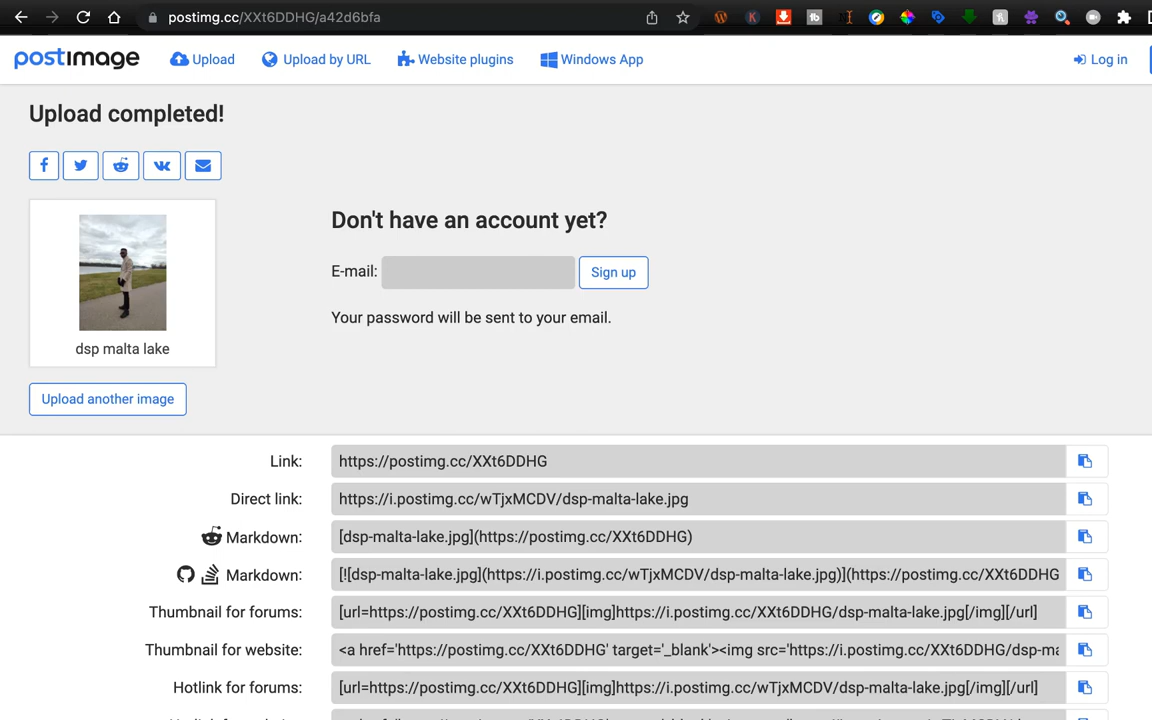 postimg.cc/XXt6DDHG/a42d6bfa
postimage
Upload
Upload by URL
Website plugins
Windows App
Log in
Upload completed!
Don't have an account yet?
E-mail:
Sign up
Your password will be sent to your email.
dsp malta lake
Upload another image
Link: https://postimg.cc/XXt6DDHG
Direct link: https://i.postimg.cc/wTjxMCDV/dsp-malta-lake.jpg
Markdown: [dsp-malta-lake.jpg](https://postimg.cc/XXt6DDHG)
Markdown: [![dsp-malta-lake.jpg](https://i.postimg.cc/wTjxMCDV/dsp-malta-lake.jpg)](https://postimg.cc/XXt6DDHG
Thumbnail for forums: [url=https://postimg.cc/XXt6DDHG][img]https://i.postimg.cc/XXt6DDHG/dsp-malta-lake.jpg[/img][/url]
Thumbnail for website: <a href='https://postimg.cc/XXt6DDHG' target='_blank'><img src='https://i.postimg.cc/XXt6DDHG/dsp-ma
Hotlink for forums: [url=https://postimg.cc/XXt6DDHG][img]https://i.postimg.cc/wTjxMCDV/dsp-malta-lake.jpg[/img][/url]